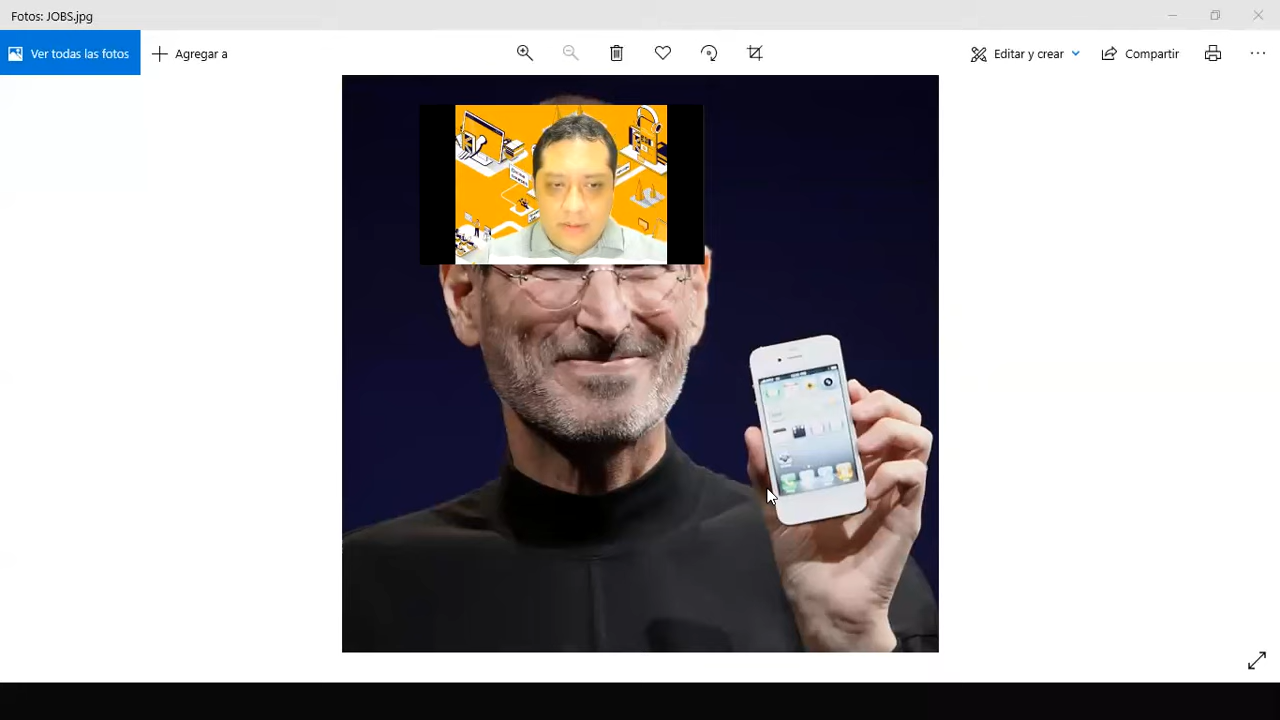 Fotos: JOBS.jpg
Ver todas las fotos
Agregar a
Editar y crear
Compartir